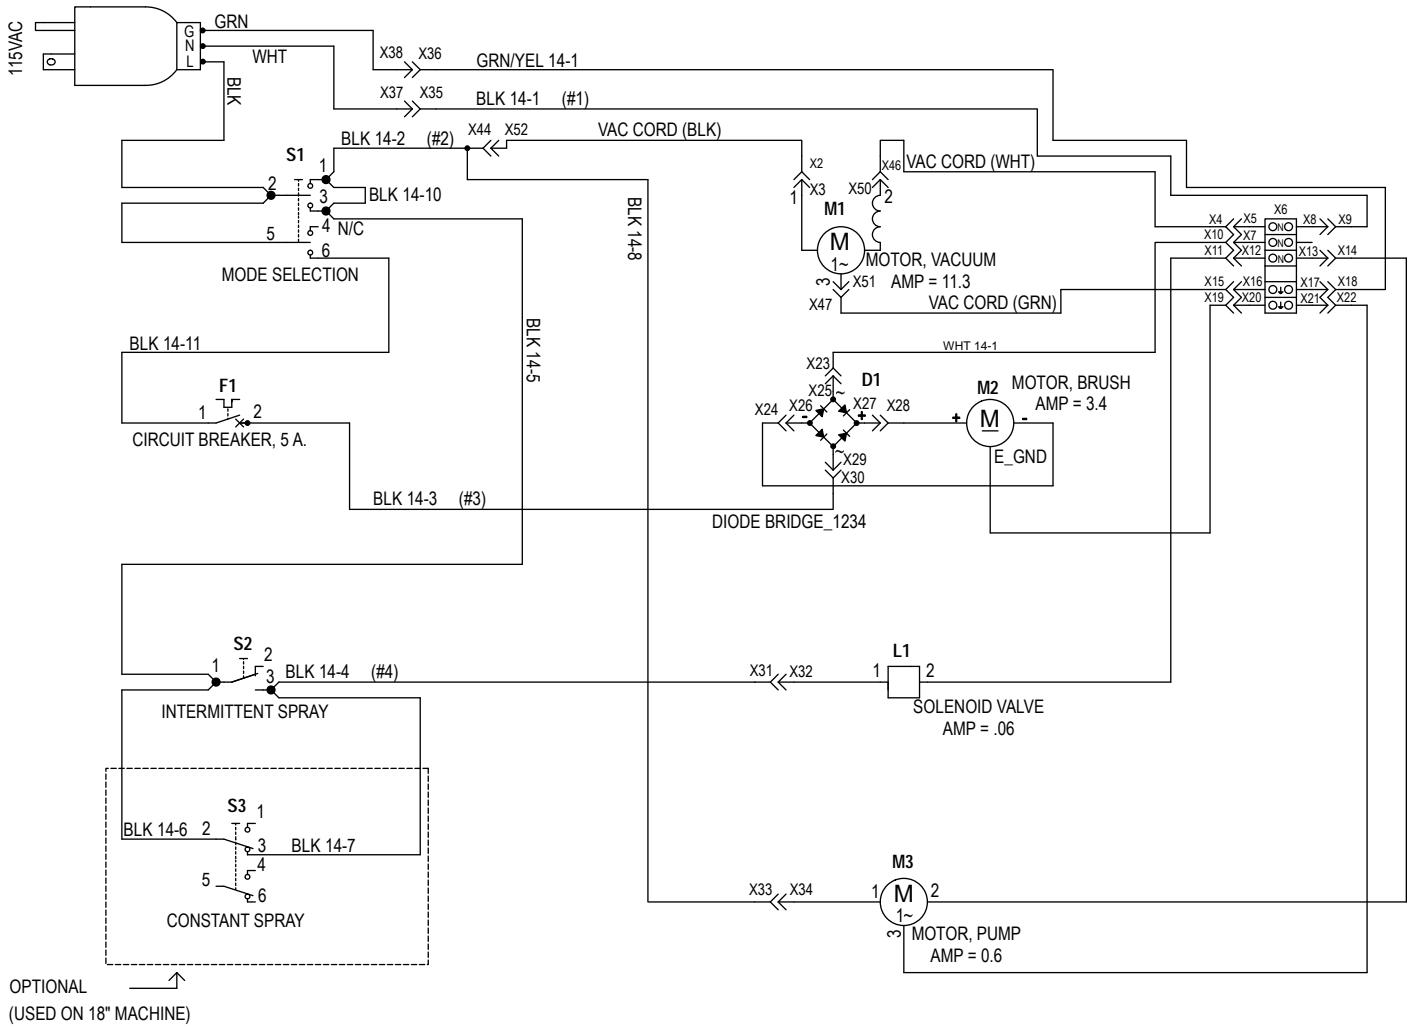 115VAC
G
N
L
GRN
WHT
BLK
X38 X36
GRN/YEL 14-1
X37 X35
BLK 14-1 (#1)
BLK 14-2 (#2)
X44 X52
VAC CORD (BLK)
S1
1
2
3
4
5
6
BLK 14-10
N/C
MODE SELECTION
X2
X3
1
M1
M
1~
X46
VAC CORD (WHT)
X50
2
MOTOR, VACUUM
AMP = 11.3
3
X51
X47
VAC CORD (GRN)
X6
X4 X5 ON X8 X9
X10 X7 ON
X11 X12 ON X13 X14
X15 X16 X17 X18
X19 X20 X21 X22
BLK 14-8
BLK 14-5
BLK 14-11
F1
1 2
CIRCUIT BREAKER, 5 A.
BLK 14-3 (#3)
WHT 14-1
X23
X25
~
D1
X24 X26
-
+
X27 X28
~
X29
X30
DIODE BRIDGE_1234
M2
MOTOR, BRUSH
AMP = 3.4
+
M
-
E_GND
S2
1
2
3
BLK 14-4 (#4)
INTERMITTENT SPRAY
X31 X32
L1
1 2
SOLENOID VALVE
AMP = .06
S3
1
BLK 14-6
2
3
BLK 14-7
4
5
6
CONSTANT SPRAY
X33 X34
M3
1
M
1~
2
3
MOTOR, PUMP
AMP = 0.6
OPTIONAL
(USED ON 18" MACHINE)